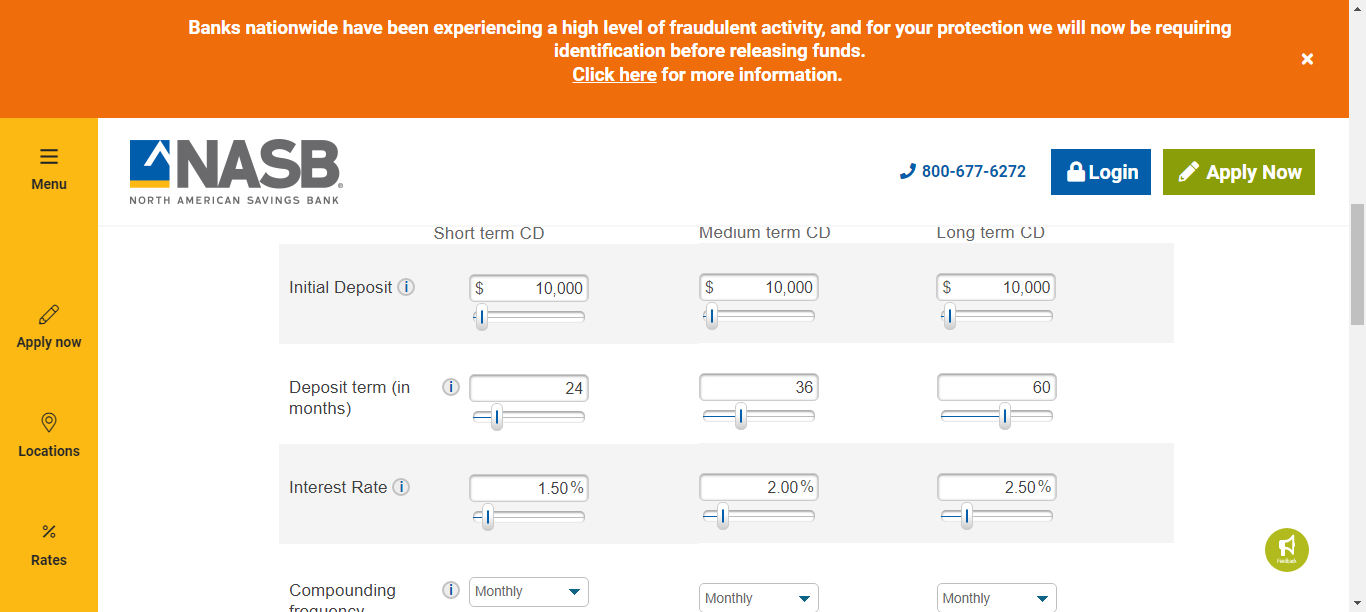 Banks nationwide have been experiencing a high level of fraudulent activity, and for your protection we will now be requiring
identification before releasing funds.
Click here for more information.
Menu
NASB
NORTH AMERICAN SAVINGS BANK
800-677-6272
Login
Apply Now
Short term CD
Medium term CD
Long term CD
Initial Deposit
$ 10,000
$ 10,000
$ 10,000
Apply now
Deposit term (in
months)
24
36
60
Locations
Interest Rate
1.50%
2.00%
2.50%
Rates
Feedback
Compounding
frequency
Monthly
Monthly
Monthly